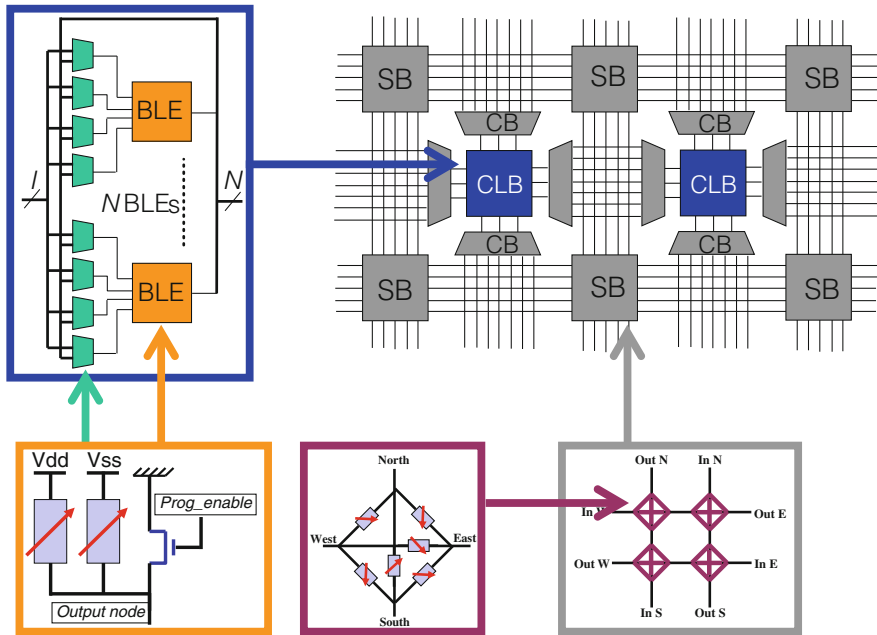 I
BLE
N BLEs
N
BLE
SB
SB
SB
CB
CB
CLB
CLB
CB
CB
SB
SB
SB
Vdd
Vss
Prog_enable
Output node
North
West
East
South
Out N
In N
Out E
Out W
In E
In S
Out S